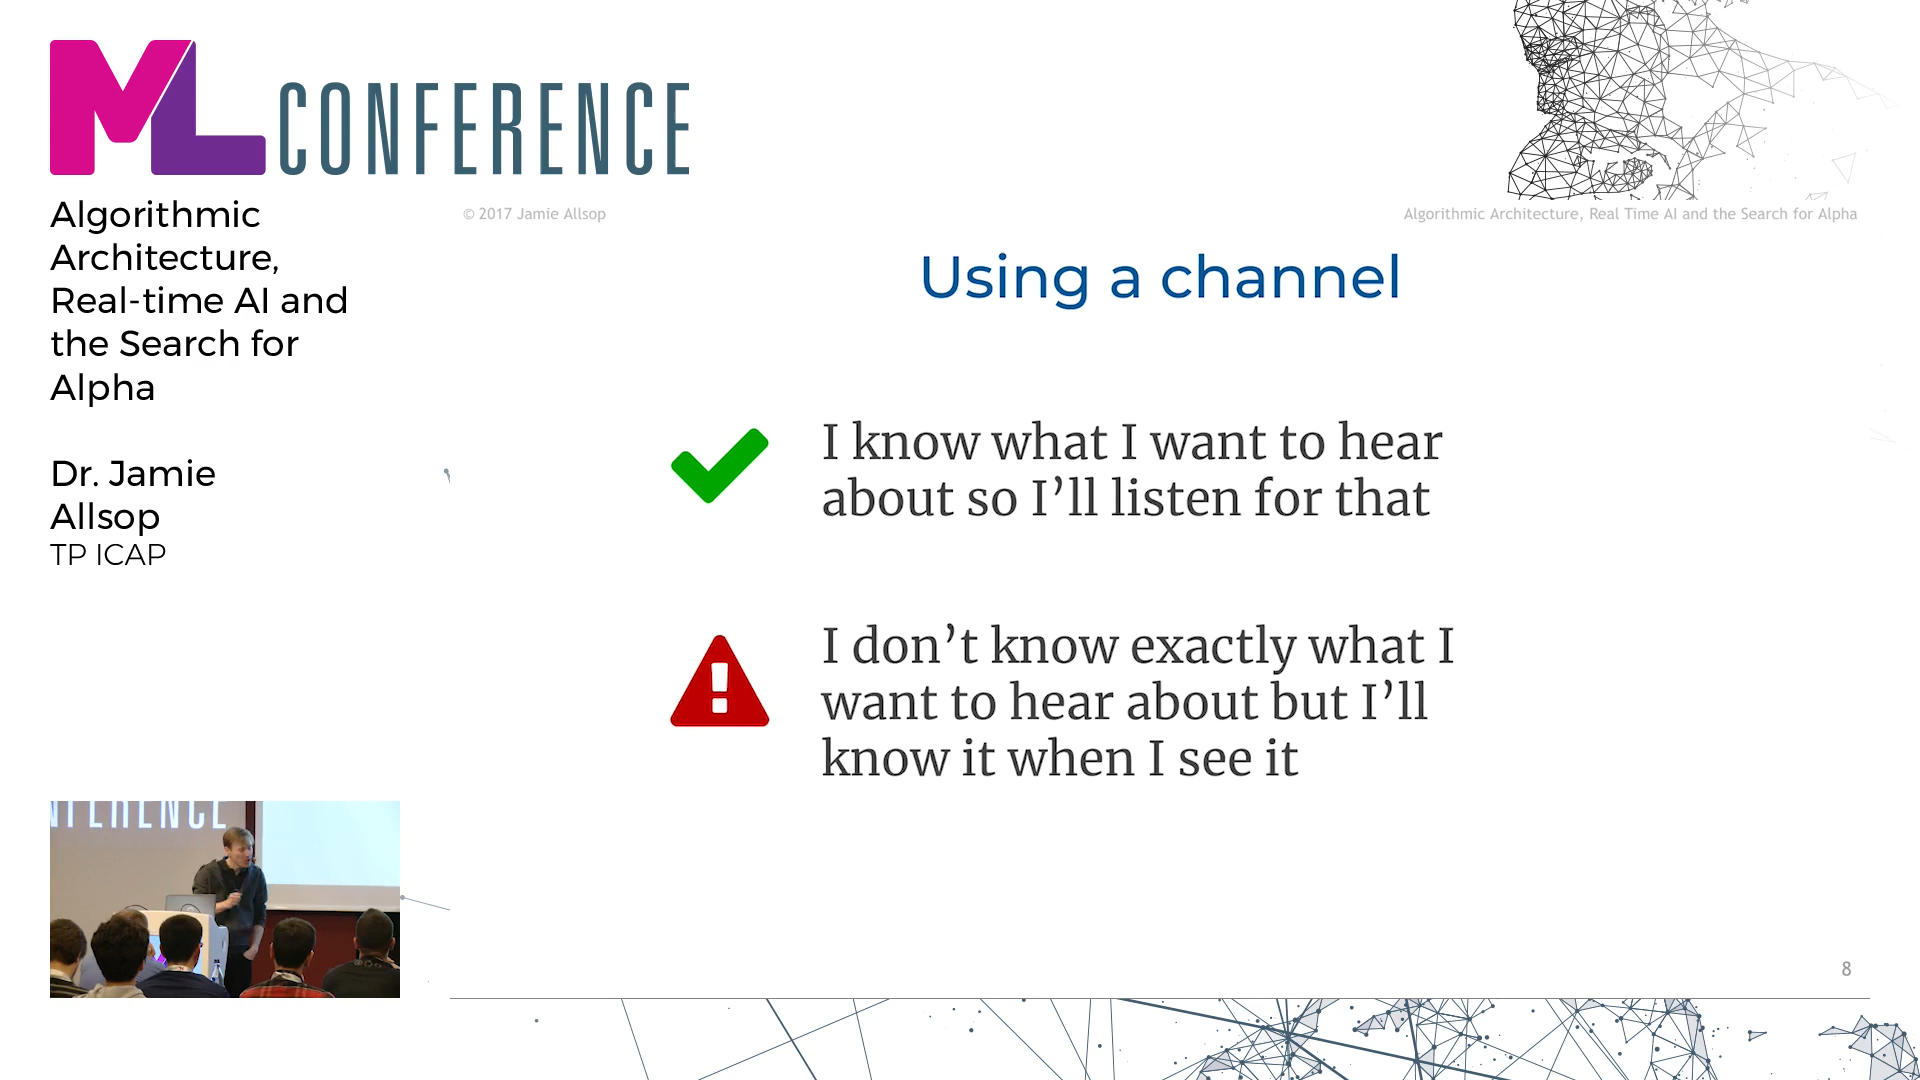 ML CONFERENCE
Algorithmic
Architecture,
Real-time AI and
the Search for
Alpha
Dr. Jamie
Allsop
TP ICAP
© 2017 Jamie Allsop
Algorithmic Architecture, Real Time AI and the Search for Alpha
Using a channel
I know what I want to hear
about so I’ll listen for that
I don’t know exactly what I
want to hear about but I’ll
know it when I see it
8
NFERENCE